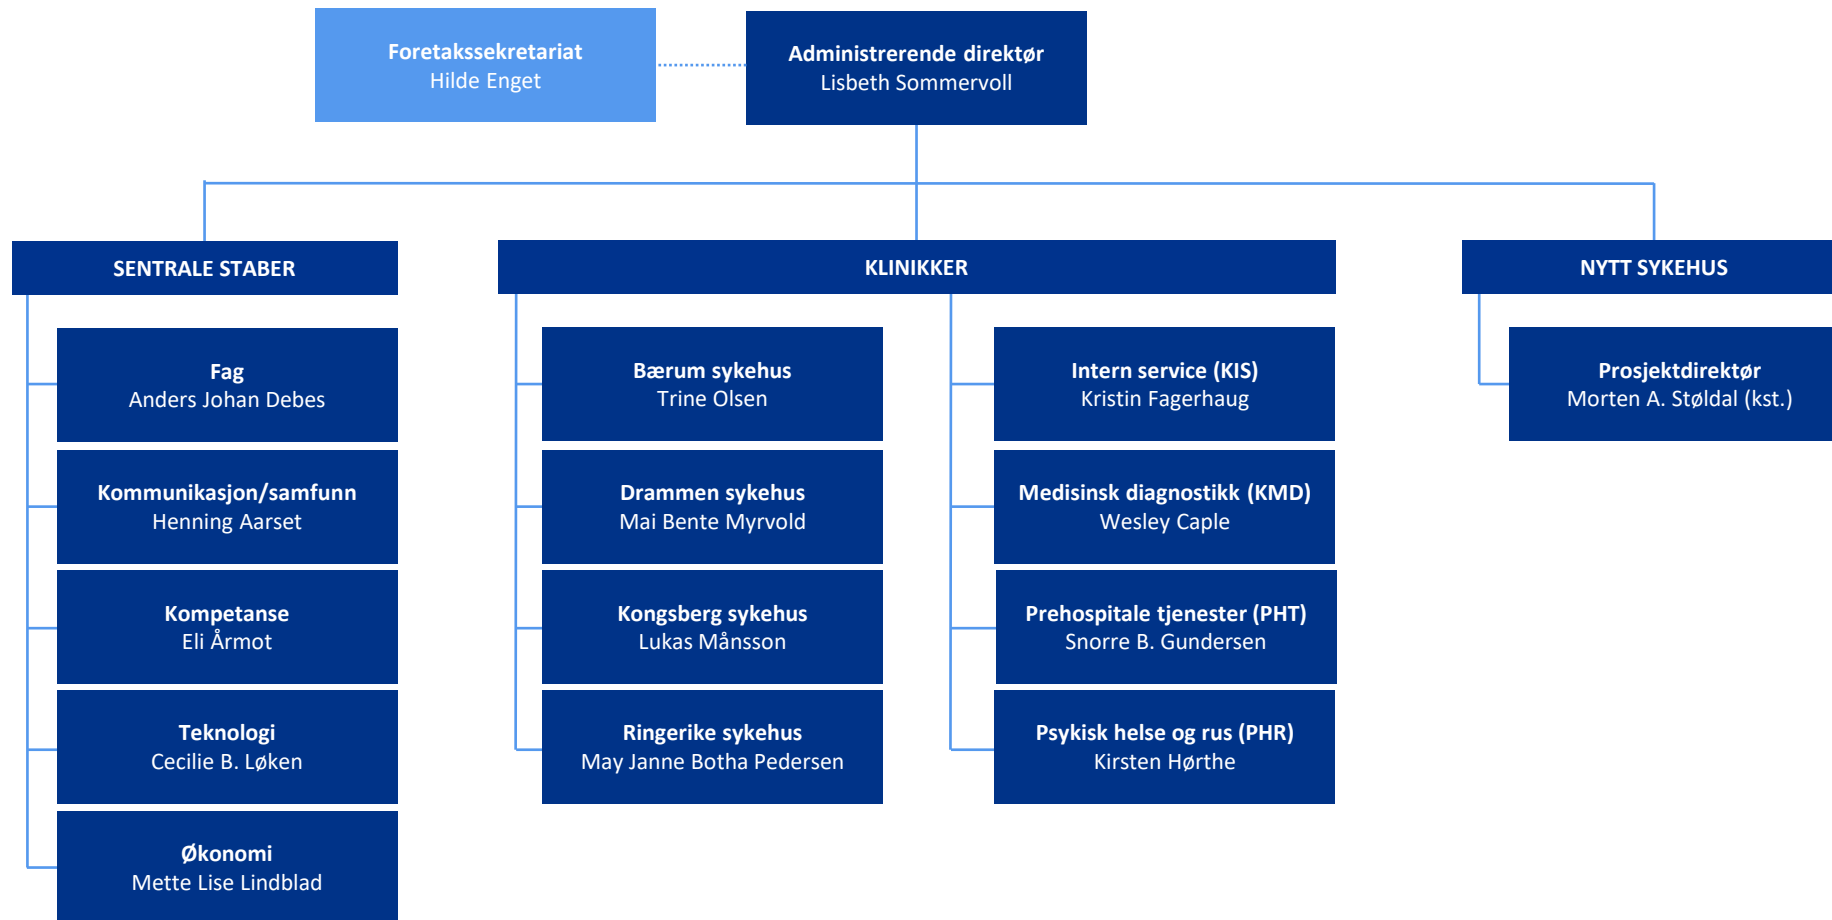 Foretakssekretariat
Hilde Enget
Administrerende direktør
Lisbeth Sommervoll
SENTRALE STABER
Fag
Anders Johan Debes
Kommunikasjon/samfunn
Henning Aarset
Kompetanse
Eli Årmot
Teknologi
Cecilie B. Løken
Økonomi
Mette Lise Lindblad
KLINIKKER
Bærum sykehus
Trine Olsen
Drammen sykehus
Mai Bente Myrvold
Kongsberg sykehus
Lukas Månsson
Ringerike sykehus
May Janne Botha Pedersen
Intern service (KIS)
Kristin Fagerhaug
Medisinsk diagnostikk (KMD)
Wesley Caple
Prehospitale tjenester (PHT)
Snorre B. Gundersen
Psykisk helse og rus (PHR)
Kirsten Hørthe
NYTT SYKEHUS
Prosjektdirektør
Morten A. Støldal (kst.)